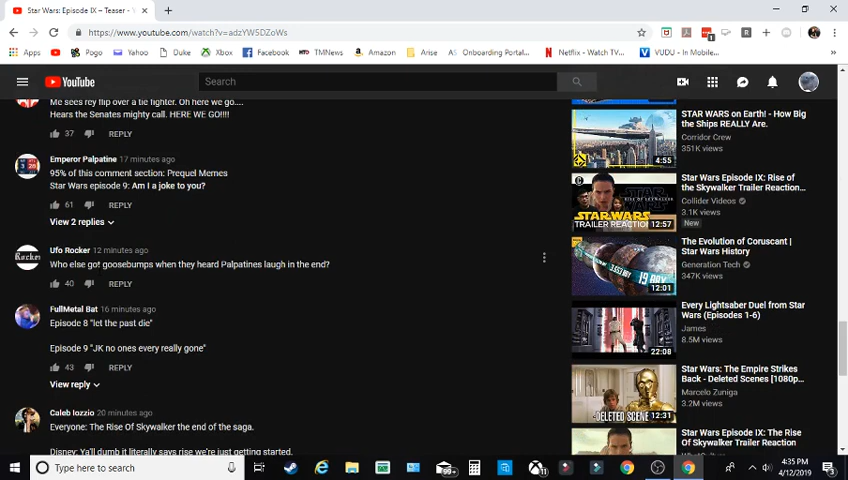 Star Wars: Episode IX – Teaser -
https://www.youtube.com/watch?v=adzYW5DZoWs
Apps
Pogo
Yahoo
Duke
Xbox
Facebook
TMNews
Amazon
Arise
Onboarding Portal...
Netflix - Watch TV...
VUDU - In Mobile...
YouTube
Search
Me sees rey flip over a tie fighter. Oh here we go....
Hears the Senates mighty call. HERE WE GO!!!!
37 REPLY
Emperor Palpatine 17 minutes ago
95% of this comment section: Prequel Memes
Star Wars episode 9: Am I a joke to you?
61 REPLY
View 2 replies
Ufo Rocker 12 minutes ago
Who else got goosebumps when they heard Palpatines laugh in the end?
40 REPLY
FullMetal Bat 16 minutes ago
Episode 8 "let the past die"
Episode 9 "JK no ones every really gone"
43 REPLY
View reply
Caleb Iozzio 20 minutes ago
Everyone: The Rise Of Skywalker the end of the saga.
Disney: Ya'll dumb it literally says rise we're just getting started.
STAR WARS on Earth! - How Big
the Ships REALLY Are.
Corridor Crew
351K views
4:55
Star Wars Episode IX: Rise of
the Skywalker Trailer Reaction...
Collider Videos
3.1K views
New
STAR WARS
TRAILER REACTION
12:57
The Evolution of Coruscant |
Star Wars History
Generation Tech
347K views
19 BBY
12:01
Every Lightsaber Duel from Star
Wars (Episodes 1-6)
James
8.5M views
22:08
Star Wars: The Empire Strikes
Back - Deleted Scenes [1080p...
Marcelo Zuniga
3.2M views
DELETED SCENE
12:31
Star Wars Episode IX: The Rise
Of Skywalker Trailer Reaction
Type here to search
99+
11
4:35 PM
4/12/2019
3